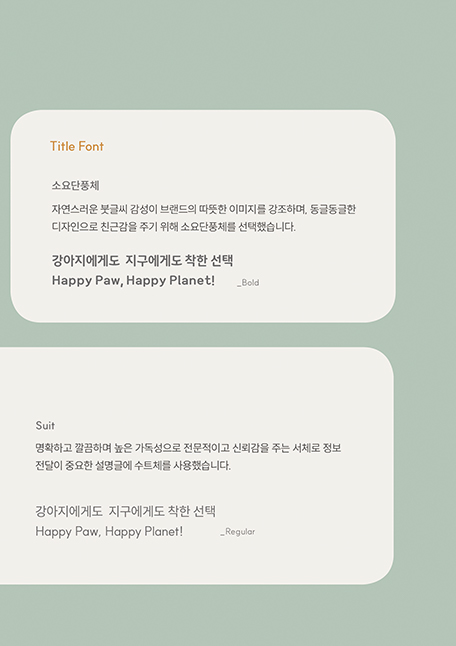 Title Font
소요단풍체
자연스러운 붓글씨 감성이 브랜드의 따뜻한 이미지를 강조하며, 동글동글한
디자인으로 친근감을 주기 위해 소요단풍체를 선택했습니다.
강아지에게도 지구에게도 착한 선택
Happy Paw, Happy Planet! _Bold
Suit
명확하고 깔끔하며 높은 가독성으로 전문적이고 신뢰감을 주는 서체로 정보
전달이 중요한 설명글에 수트체를 사용했습니다.
강아지에게도 지구에게도 착한 선택
Happy Paw, Happy Planet! _Regular